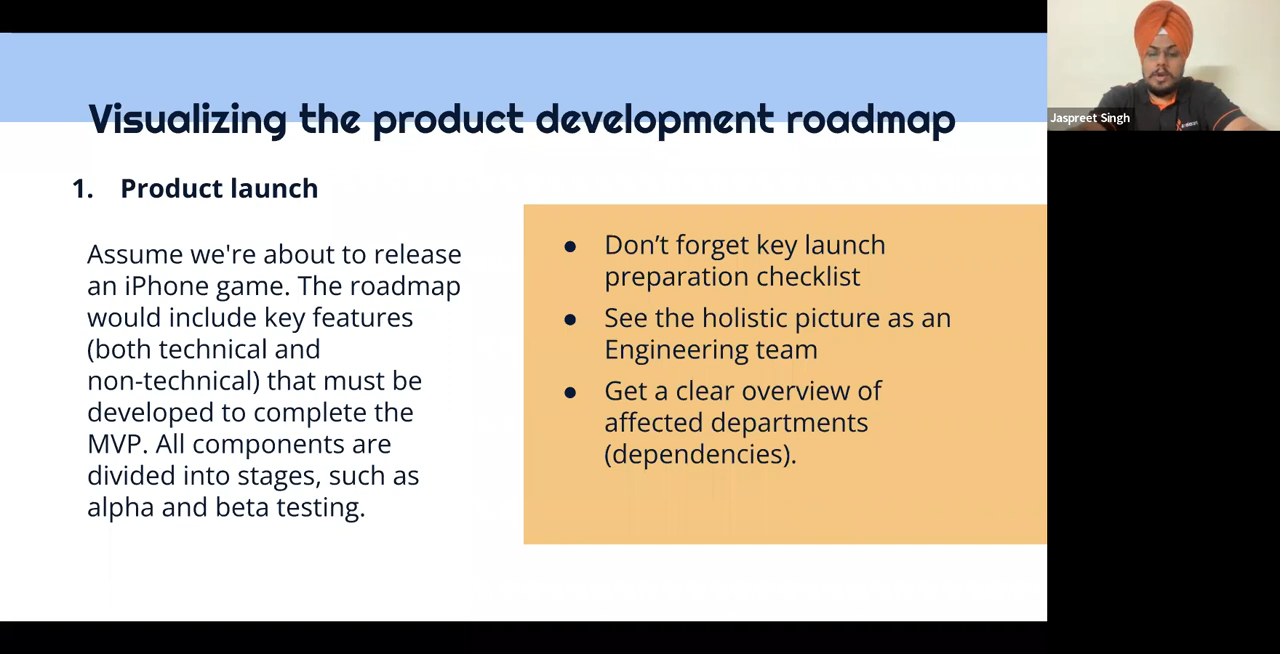 Visualizing the product development roadmap
1. Product launch
Assume we're about to release
an iPhone game. The roadmap
would include key features
(both technical and
non-technical) that must be
developed to complete the
MVP. All components are
divided into stages, such as
alpha and beta testing.
● Don’t forget key launch
preparation checklist
● See the holistic picture as an
Engineering team
● Get a clear overview of
affected departments
(dependencies).
Jaspreet Singh